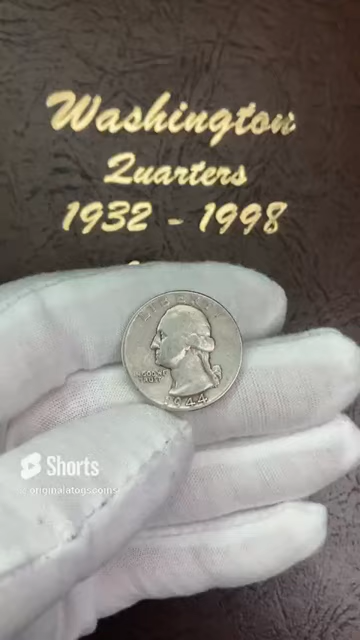 Washington
Quarters
1932 - 1998
LIBERTY
IN GOD WE
TRUST
1944
Shorts